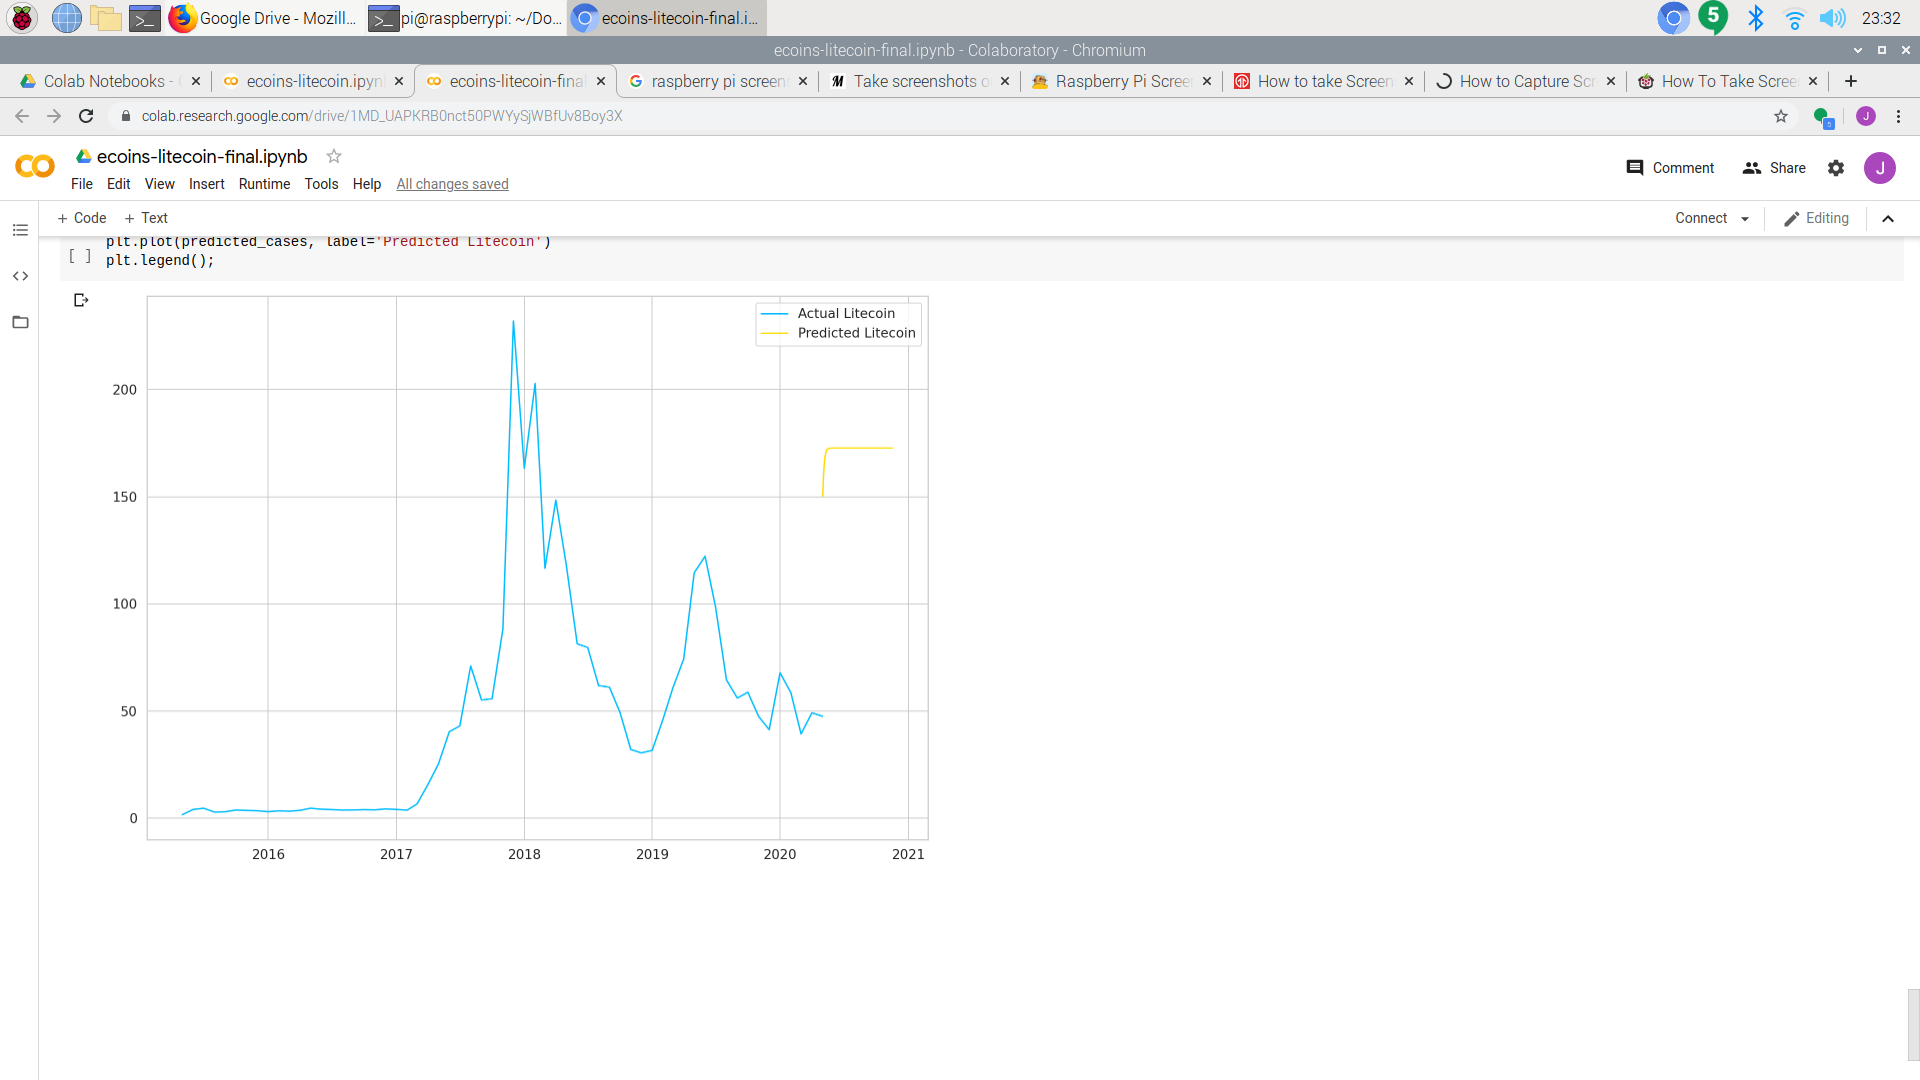 Google Drive - Mozill...
pi@raspberrypi: ~/Do...
ecoins-litecoin-final.i...
5
23:32
ecoins-litecoin-final.ipynb - Colaboratory - Chromium
Colab Notebooks -
ecoins-litecoin.ipyn
ecoins-litecoin-final
raspberry pi screen
Take screenshots o
Raspberry Pi Scree
How to take Screen
How to Capture Scr
How To Take Scree
colab.research.google.com/drive/1MD_UAPKRB0nct50PWYySjWBfUv8Boy3X
J
ecoins-litecoin-final.ipynb
File Edit View Insert Runtime Tools Help All changes saved
Comment Share J
+ Code + Text
Connect Editing
plt.plot(predicted_cases, label='Predicted Litecoin')
[ ] plt.legend();
Actual Litecoin
Predicted Litecoin
200
150
100
50
0
2016 2017 2018 2019 2020 2021